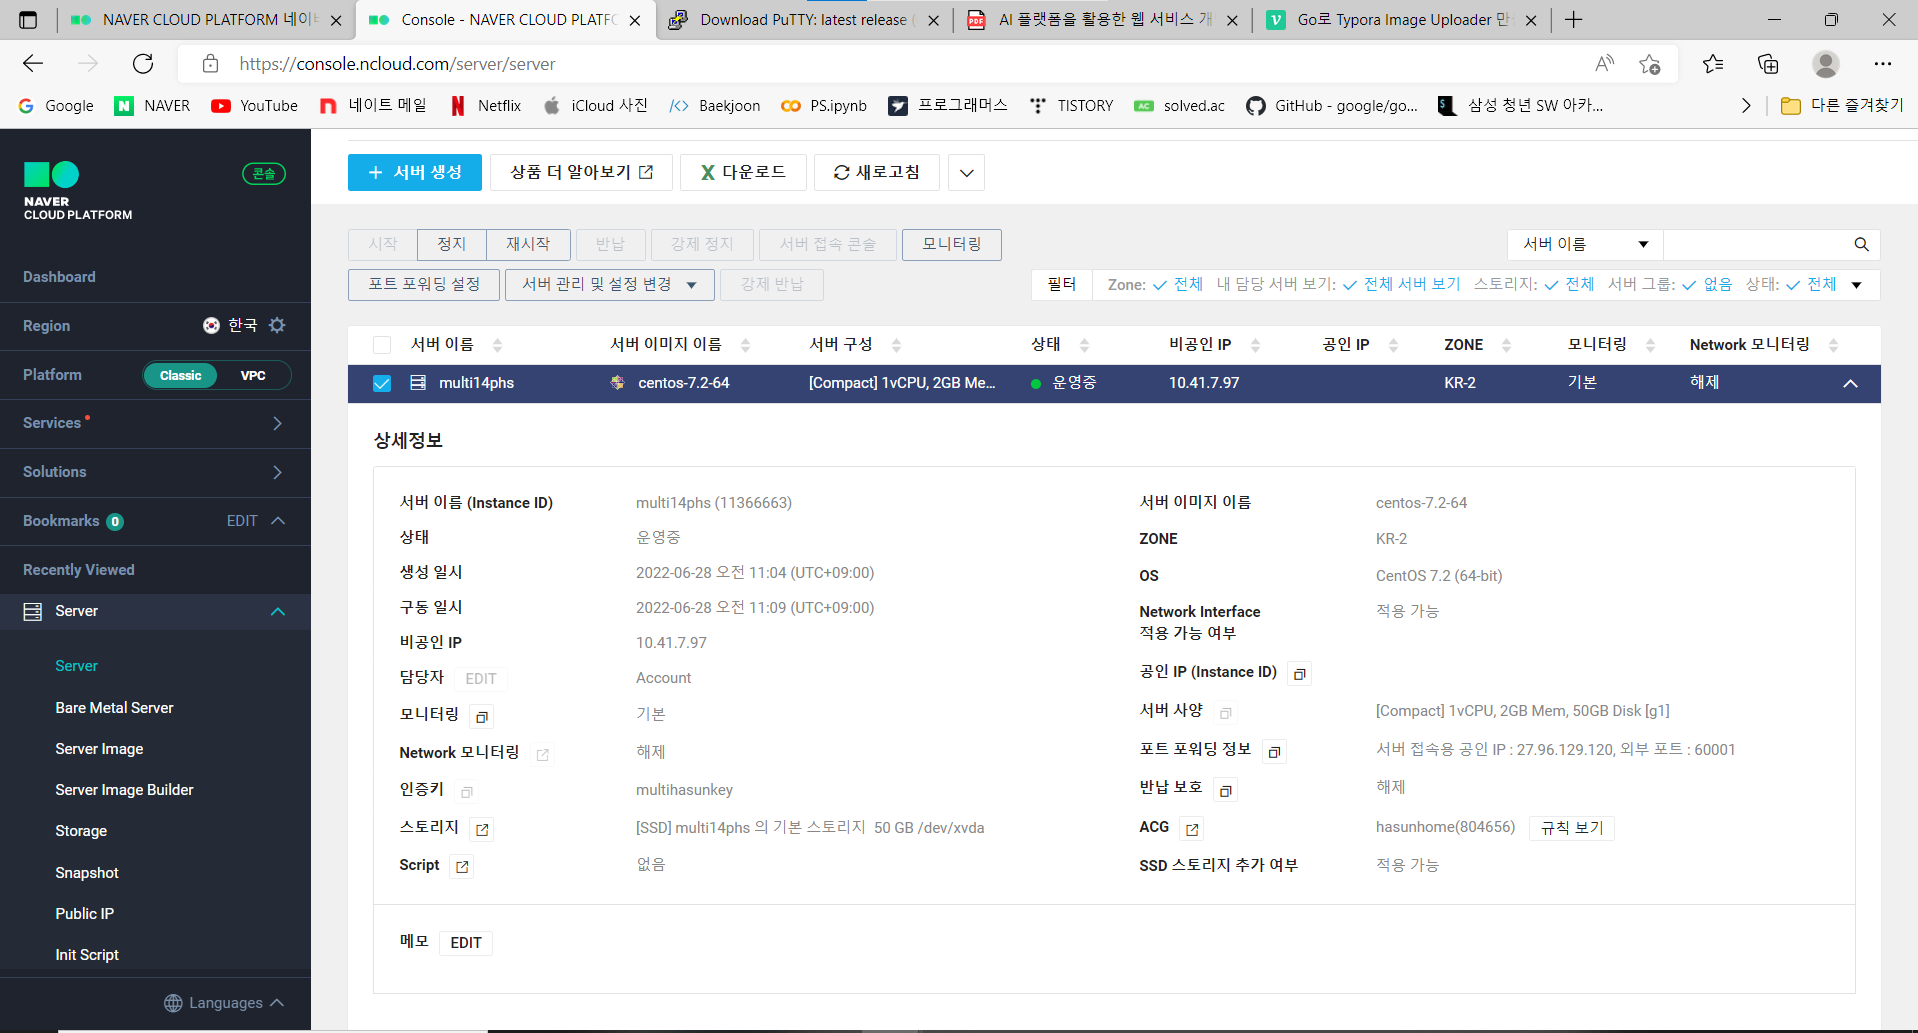 NAVER CLOUD PLATFORM 네이버
Console - NAVER CLOUD PLATFO
Download PuTTY: latest release (
AI 플랫폼을 활용한 웹 서비스 개
Go로 Typora Image Uploader 만
https://console.ncloud.com/server/server
Google
NAVER
YouTube
네이트 메일
Netflix
iCloud 사진
Baekjoon
PS.ipynb
프로그래머스
TISTORY
solved.ac
GitHub - google/go...
삼성 청년 SW 아카...
다른 즐겨찾기
NAVER
CLOUD PLATFORM
콘솔
Dashboard
Region
한국
Platform
Classic
VPC
Services
Solutions
Bookmarks 0
EDIT
Recently Viewed
Server
Server
Bare Metal Server
Server Image
Server Image Builder
Storage
Snapshot
Public IP
Init Script
Languages
+ 서버 생성
상품 더 알아보기
다운로드
새로고침
시작
정지
재시작
반납
강제 정지
서버 접속 콘솔
모니터링
서버 이름
포트 포워딩 설정
서버 관리 및 설정 변경
강제 반납
필터
Zone: 전체 내 담당 서버 보기: 전체 서버 보기 스토리지: 전체 서버 그룹: 없음 상태: 전체
서버 이름 서버 이미지 이름 서버 구성 상태 비공인 IP 공인 IP ZONE 모니터링 Network 모니터링
multi14phs centos-7.2-64 [Compact] 1vCPU, 2GB Me... 운영중 10.41.7.97 KR-2 기본 해제
상세정보
서버 이름 (Instance ID) multi14phs (11366663)
상태 운영중
생성 일시 2022-06-28 오전 11:04 (UTC+09:00)
구동 일시 2022-06-28 오전 11:09 (UTC+09:00)
비공인 IP 10.41.7.97
담당자 EDIT Account
모니터링 기본
Network 모니터링 해제
인증키 multihasunkey
스토리지 [SSD] multi14phs 의 기본 스토리지 50 GB /dev/xvda
Script 없음
서버 이미지 이름 centos-7.2-64
ZONE KR-2
OS CentOS 7.2 (64-bit)
Network Interface 적용 가능
적용 가능 여부
공인 IP (Instance ID)
서버 사양 [Compact] 1vCPU, 2GB Mem, 50GB Disk [g1]
포트 포워딩 정보 서버 접속용 공인 IP : 27.96.129.120, 외부 포트 : 60001
반납 보호 해제
ACG hasunhome(804656) 규칙 보기
SSD 스토리지 추가 여부 적용 가능
메모 EDIT